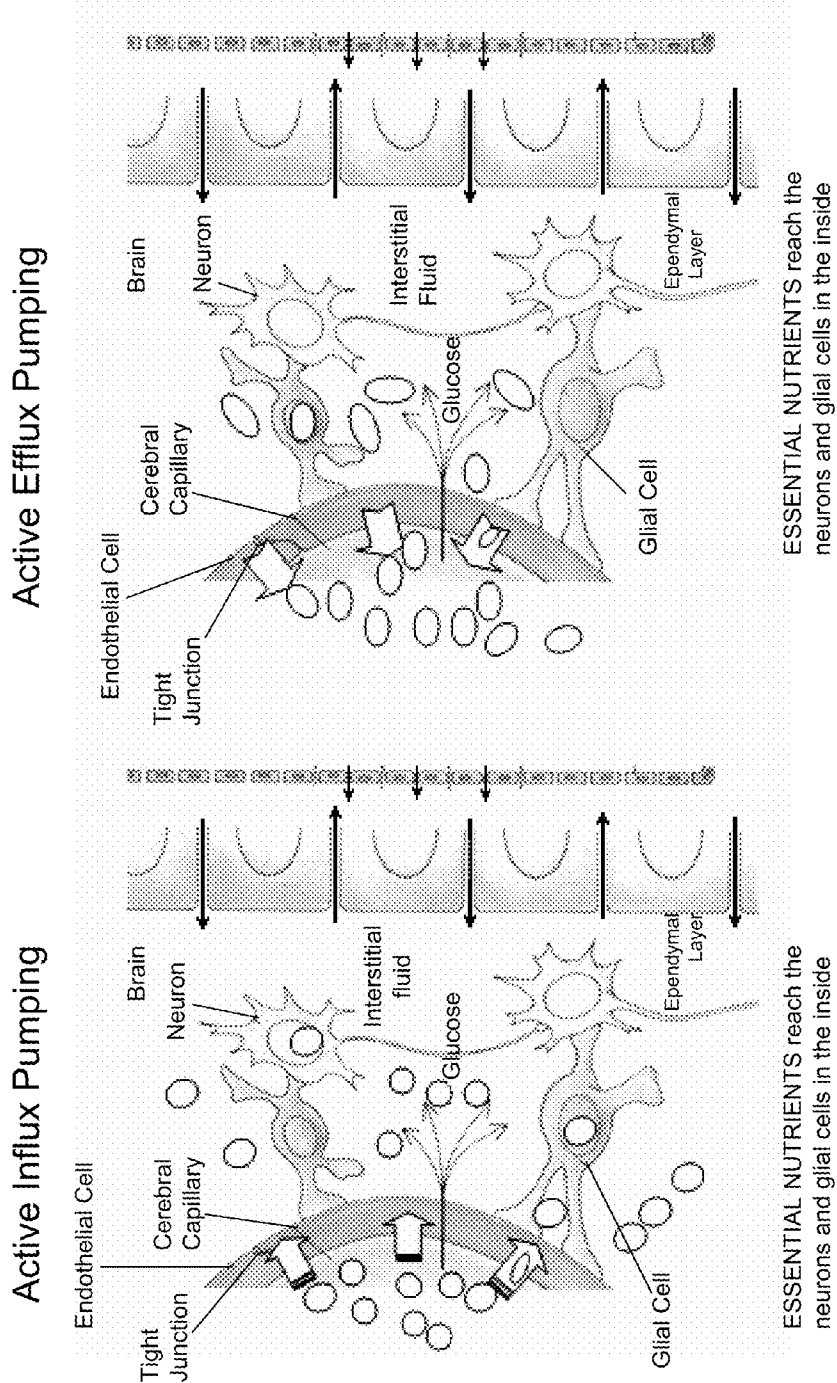 Active Influx Pumping
Endothelial Cell
Tight
Junction
Cerebral
Capillary
Brain
Neuron
Interstitial
fluid
Glucose
Glial Cell
Ependymal
Layer
ESSENTIAL NUTRIENTS reach the
neurons and glial cells in the inside
Active Efflux Pumping
Endothelial Cell
Tight
Junction
Cerebral
Capillary
Brain
Neuron
Interstitial
Fluid
Glucose
Glial Cell
Ependymal
Layer
ESSENTIAL NUTRIENTS reach the
neurons and glial cells in the inside